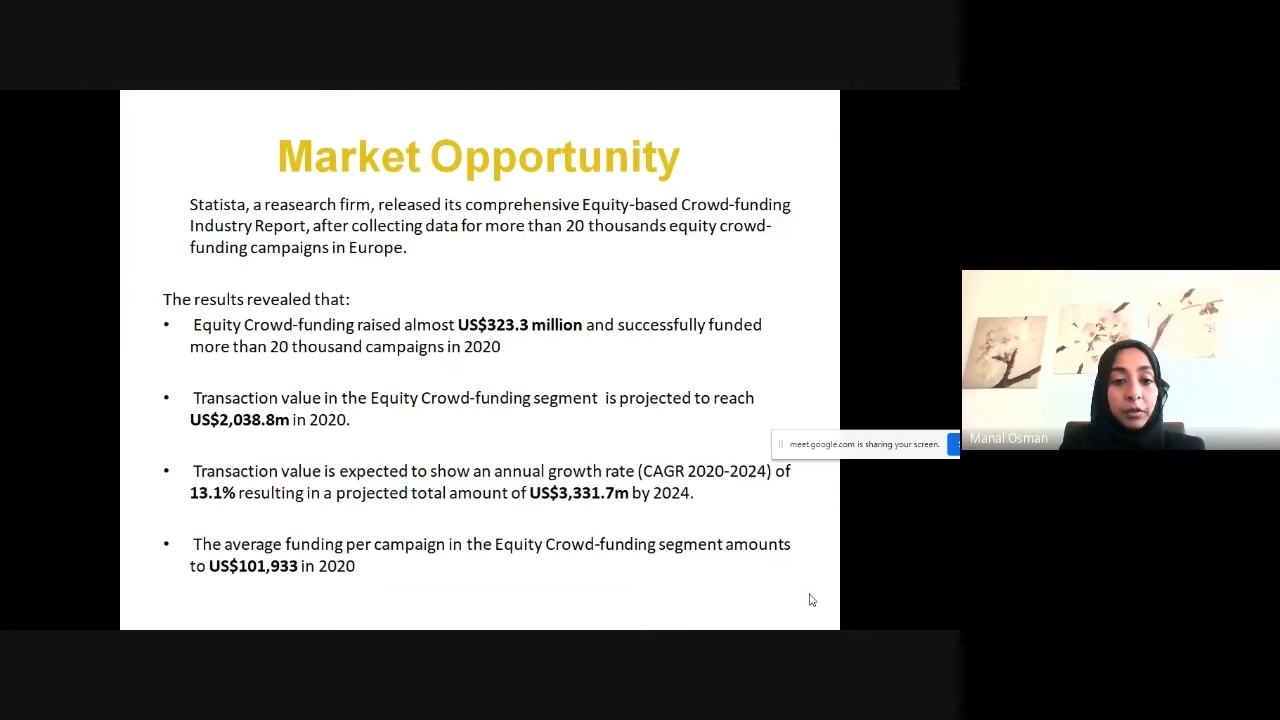 Market Opportunity
Statista, a reasearch firm, released its comprehensive Equity-based Crowd-funding
Industry Report, after collecting data for more than 20 thousands equity crowd-
funding campaigns in Europe.
The results revealed that:
• Equity Crowd-funding raised almost US$323.3 million and successfully funded
more than 20 thousand campaigns in 2020
• Transaction value in the Equity Crowd-funding segment is projected to reach
US$2,038.8m in 2020.
• Transaction value is expected to show an annual growth rate (CAGR 2020-2024) of
13.1% resulting in a projected total amount of US$3,331.7m by 2024.
• The average funding per campaign in the Equity Crowd-funding segment amounts
to US$101,933 in 2020
meet.google.com is sharing your screen.
Manal Osman